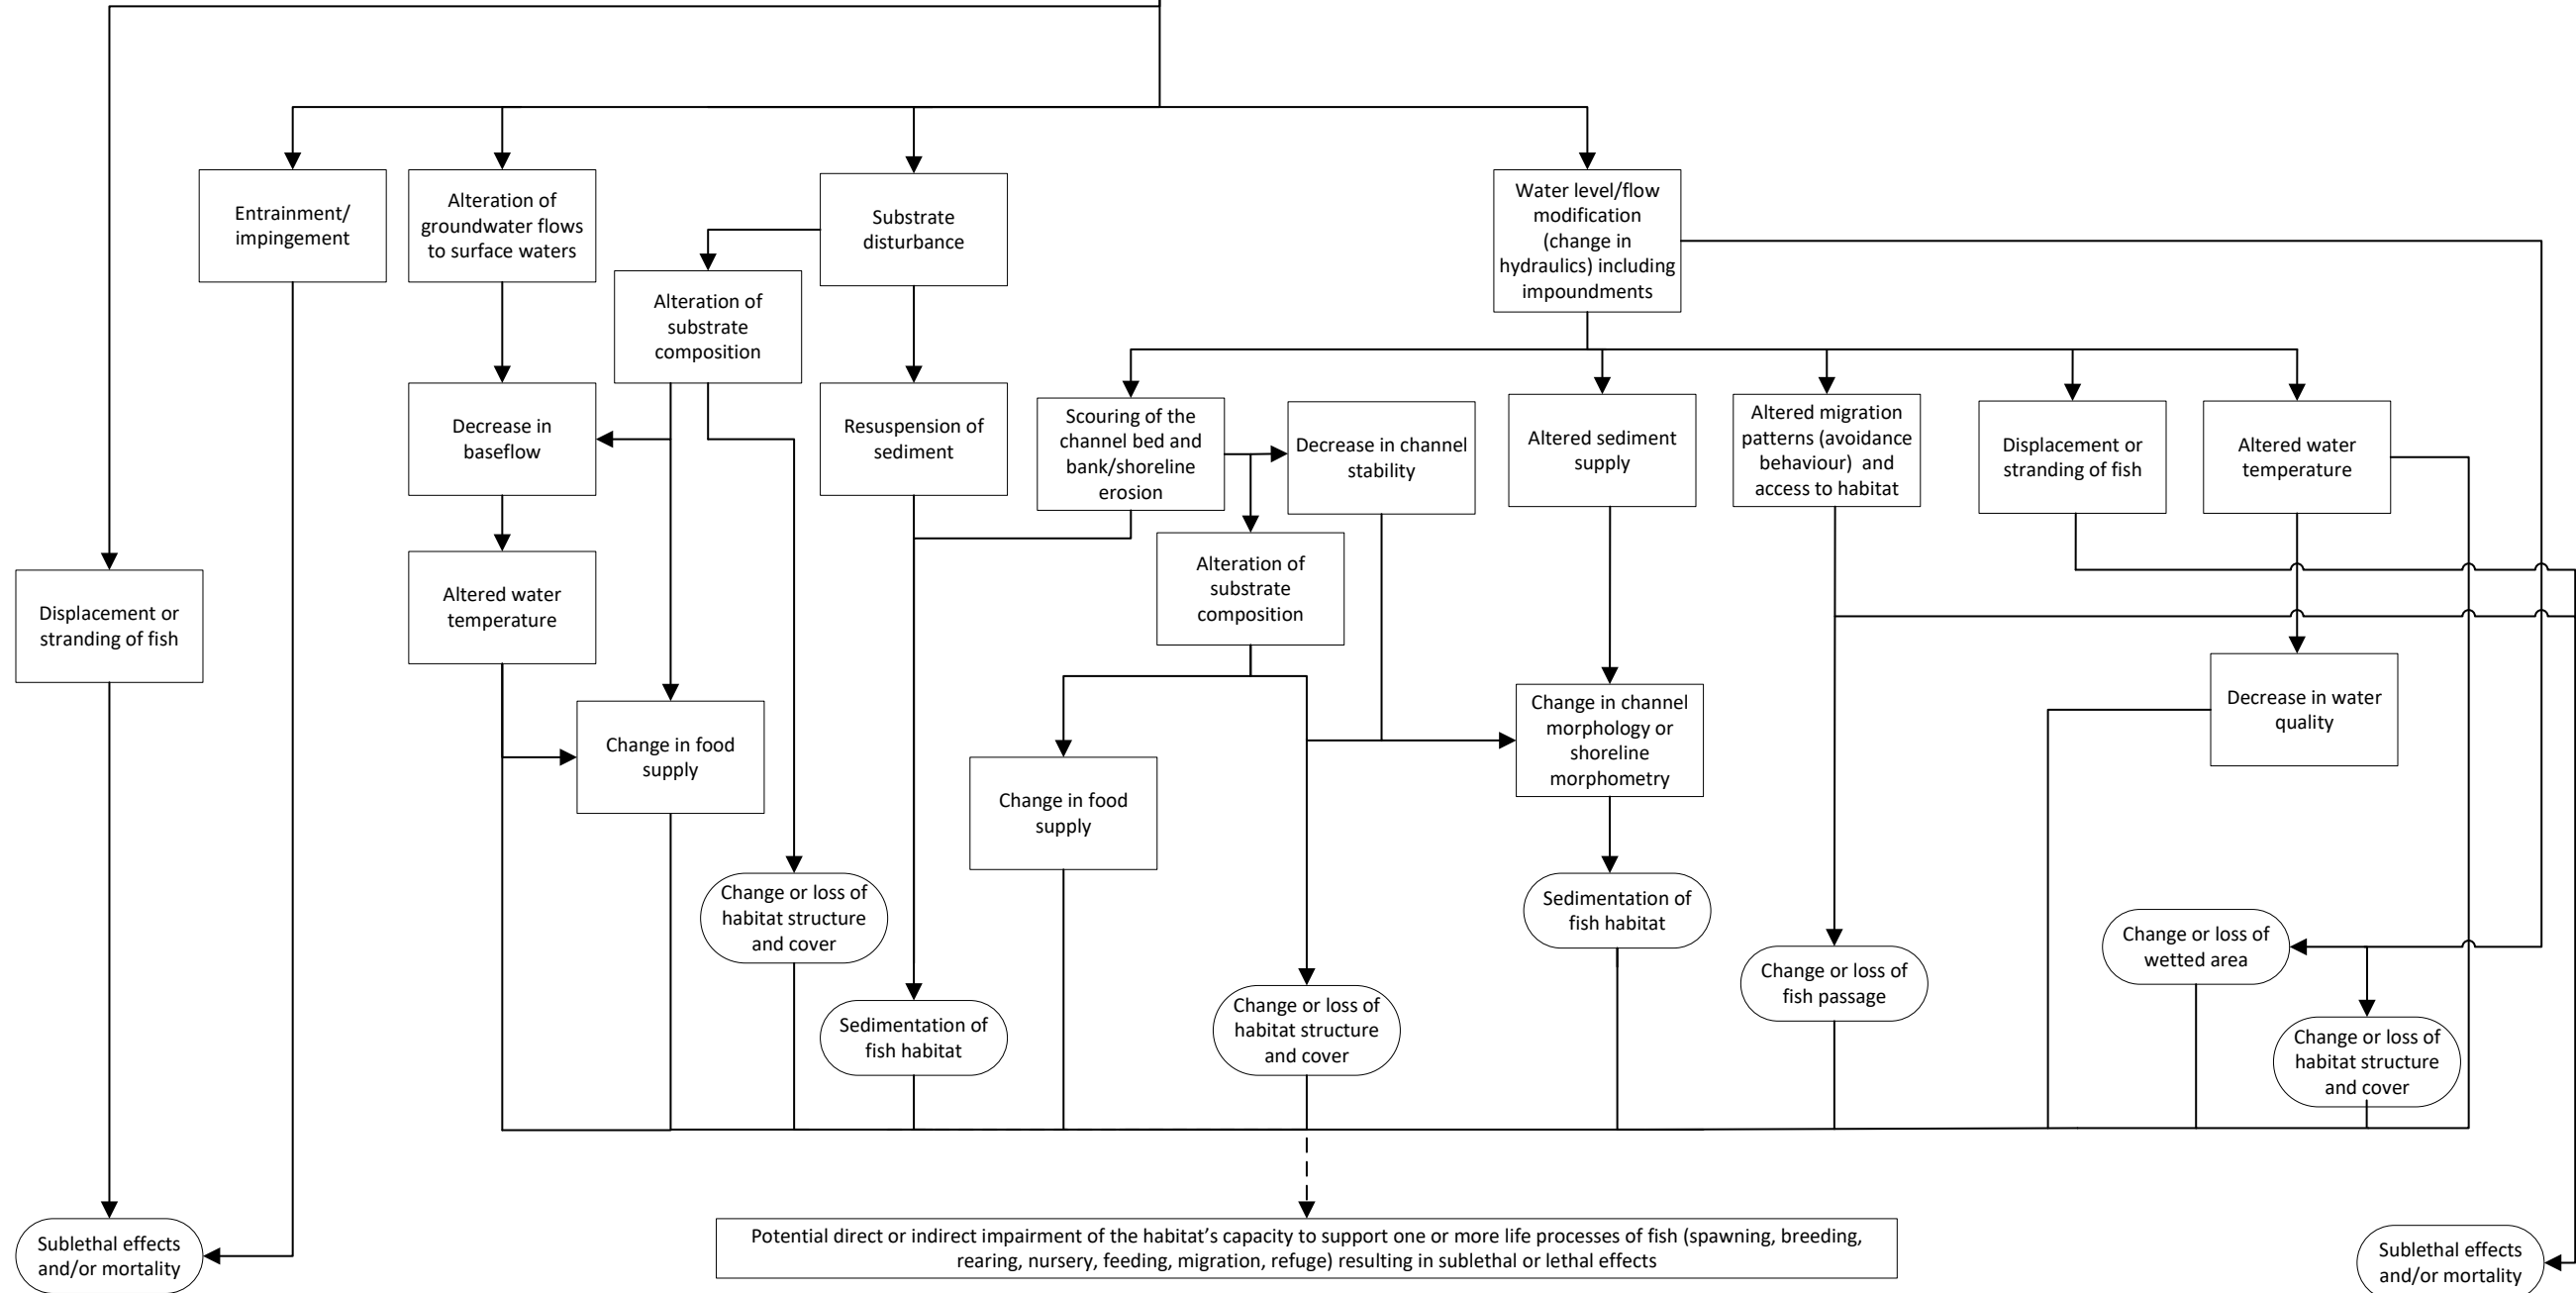 Entrainment/
impingement
Alteration of
groundwater flows
to surface waters
Substrate
disturbance
Water level/flow
modification
(change in
hydraulics) including
impoundments
Alteration of
substrate
composition
Decrease in
baseflow
Resuspension of
sediment
Scouring of the
channel bed and
bank/shoreline
erosion
Decrease in channel
stability
Altered sediment
supply
Altered migration
patterns (avoidance
behaviour)  and
access to habitat
Displacement or
stranding of fish
Altered water
temperature
Displacement or
stranding of fish
Altered water
temperature
Alteration of
substrate
composition
Change in food
supply
Change in food
supply
Change in channel
morphology or
shoreline
morphometry
Decrease in water
quality
Change or loss of
habitat structure
and cover
Sedimentation of
fish habitat
Change or loss of
wetted area
Sedimentation of
fish habitat
Change or loss of
habitat structure
and cover
Change or loss of
fish passage
Change or loss of
habitat structure
and cover
Sublethal effects
and/or mortality
Potential direct or indirect impairment of the habitat’s capacity to support one or more life processes of fish (spawning, breeding,
rearing, nursery, feeding, migration, refuge) resulting in sublethal or lethal effects
Sublethal effects
and/or mortality